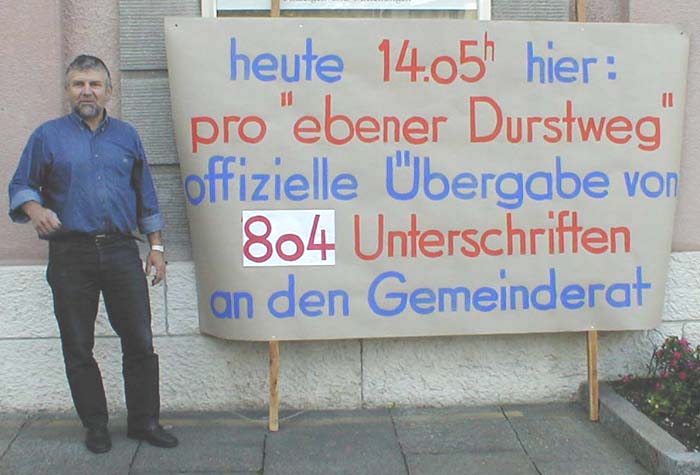 heute 14.05h hier:
pro "ebener Durstweg"
offizielle Übergabe von
804 Unterschriften
an den Gemeinderat